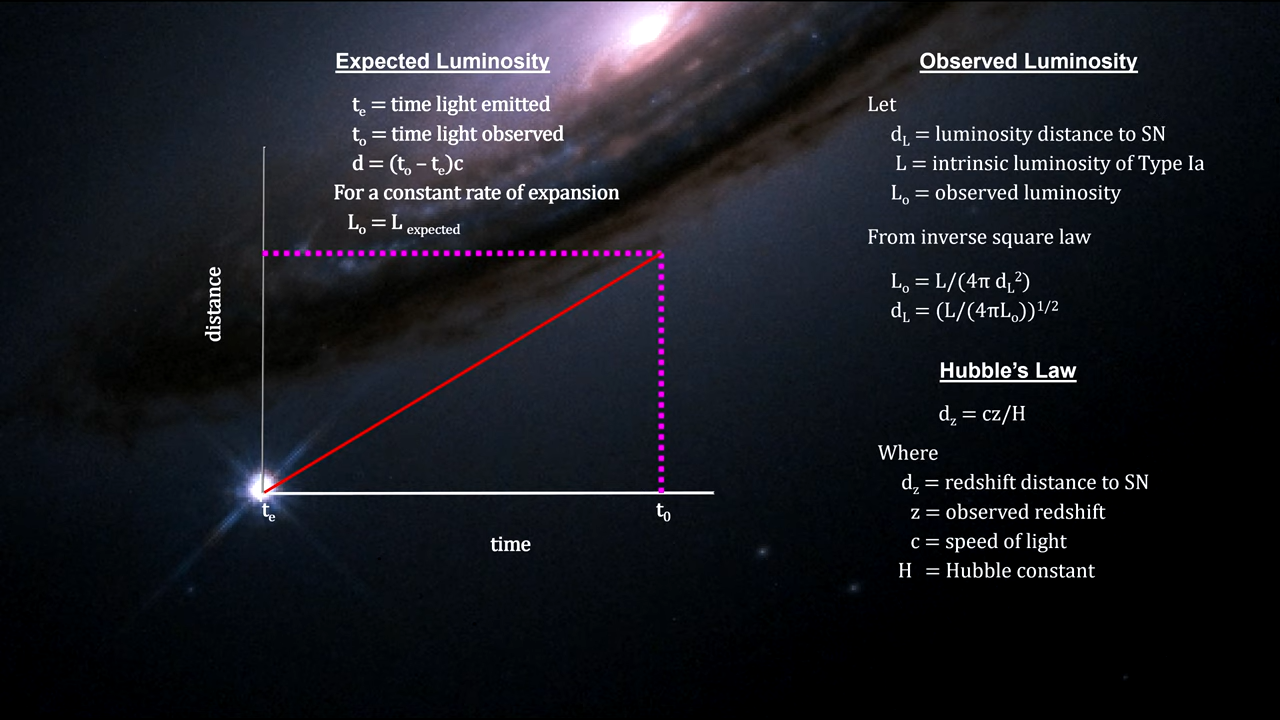 Expected Luminosity
tₑ = time light emitted
tₒ = time light observed
d = (tₒ – tₑ)c
For a constant rate of expansion
Lₒ = L expected
distance
tₑ
t₀
time
Observed Luminosity
Let
d_L = luminosity distance to SN
L = intrinsic luminosity of Type Ia
Lₒ = observed luminosity
From inverse square law
Lₒ = L/(4π d_L²)
d_L = (L/(4πLₒ))¹/²
Hubble's Law
d_z = cz/H
Where
d_z = redshift distance to SN
z = observed redshift
c = speed of light
H = Hubble constant